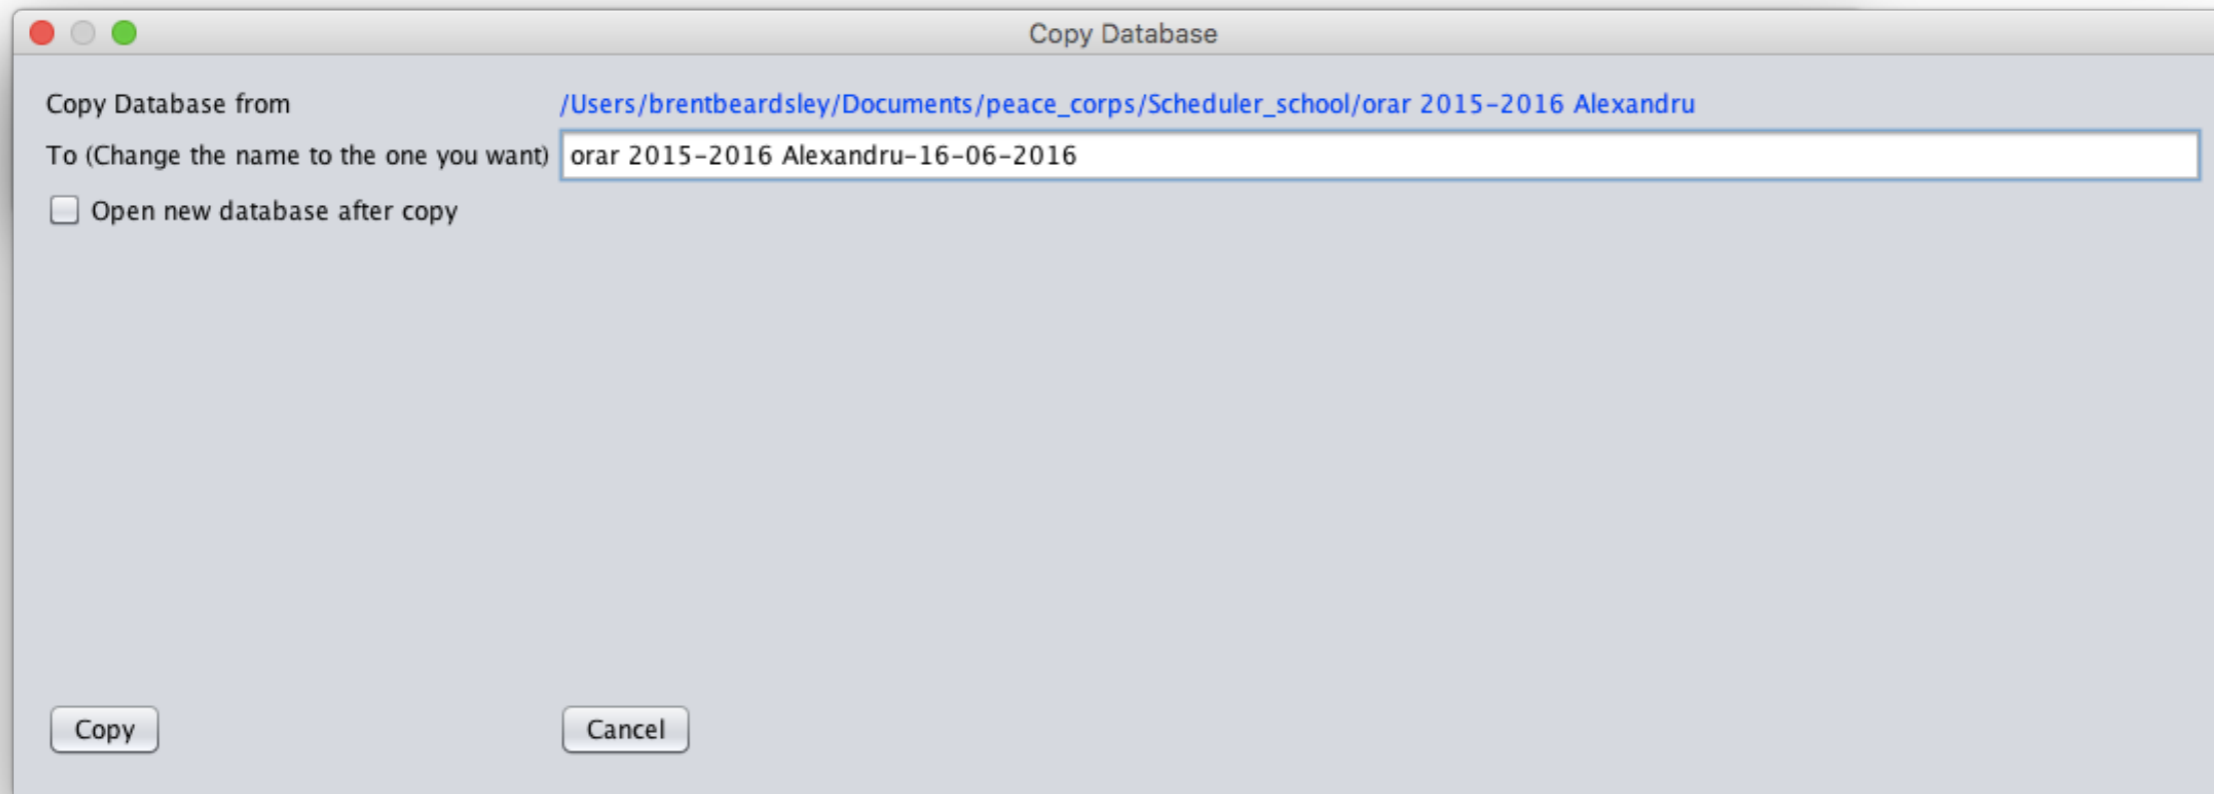 Copy Database
Copy Database from /Users/brentbeardsley/Documents/peace_corps/Scheduler_school/orar 2015-2016 Alexandru
To (Change the name to the one you want) orar 2015-2016 Alexandru-16-06-2016
Open new database after copy
Copy Cancel